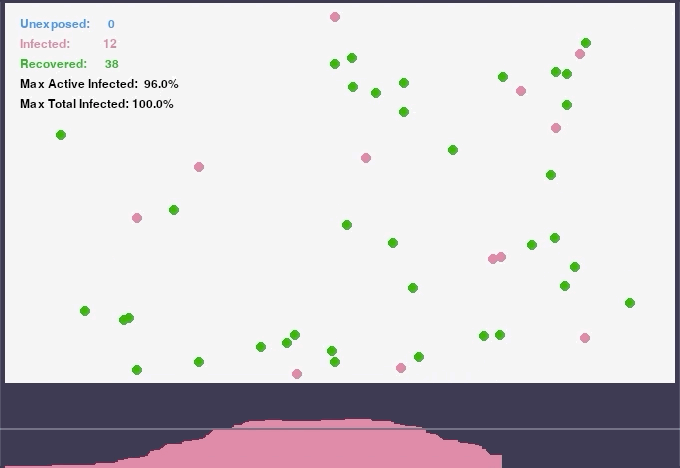 Unexposed: 0
Infected: 12
Recovered: 38
Max Active Infected: 96.0%
Max Total Infected: 100.0%